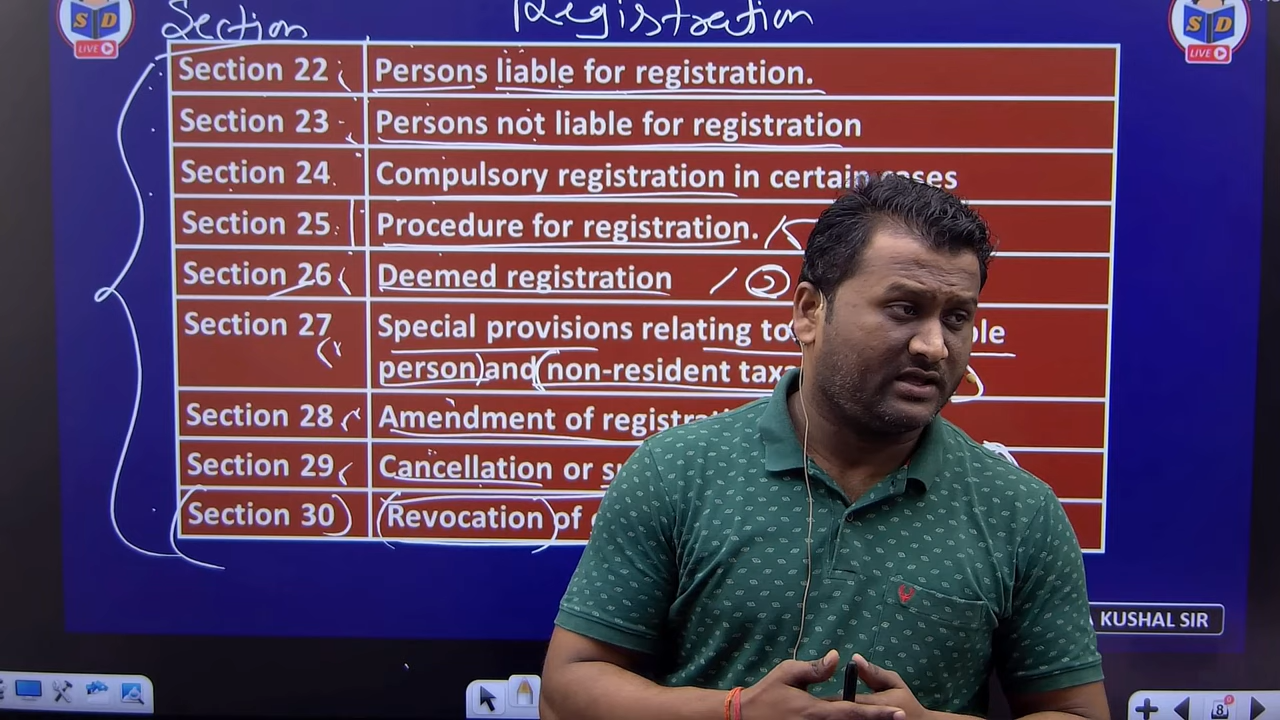 S D
LIVE
Section Registration
S D
LIVE
Section 22 Persons liable for registration.
Section 23 Persons not liable for registration
Section 24 Compulsory registration in certain cases
Section 25 Procedure for registration.
Section 26 Deemed registration 2
Section 27 Special provisions relating to
person and non-resident
Section 28 Amendment of
Section 29 Cancellation or
Section 30 Revocation of
KUSHAL SIR
8